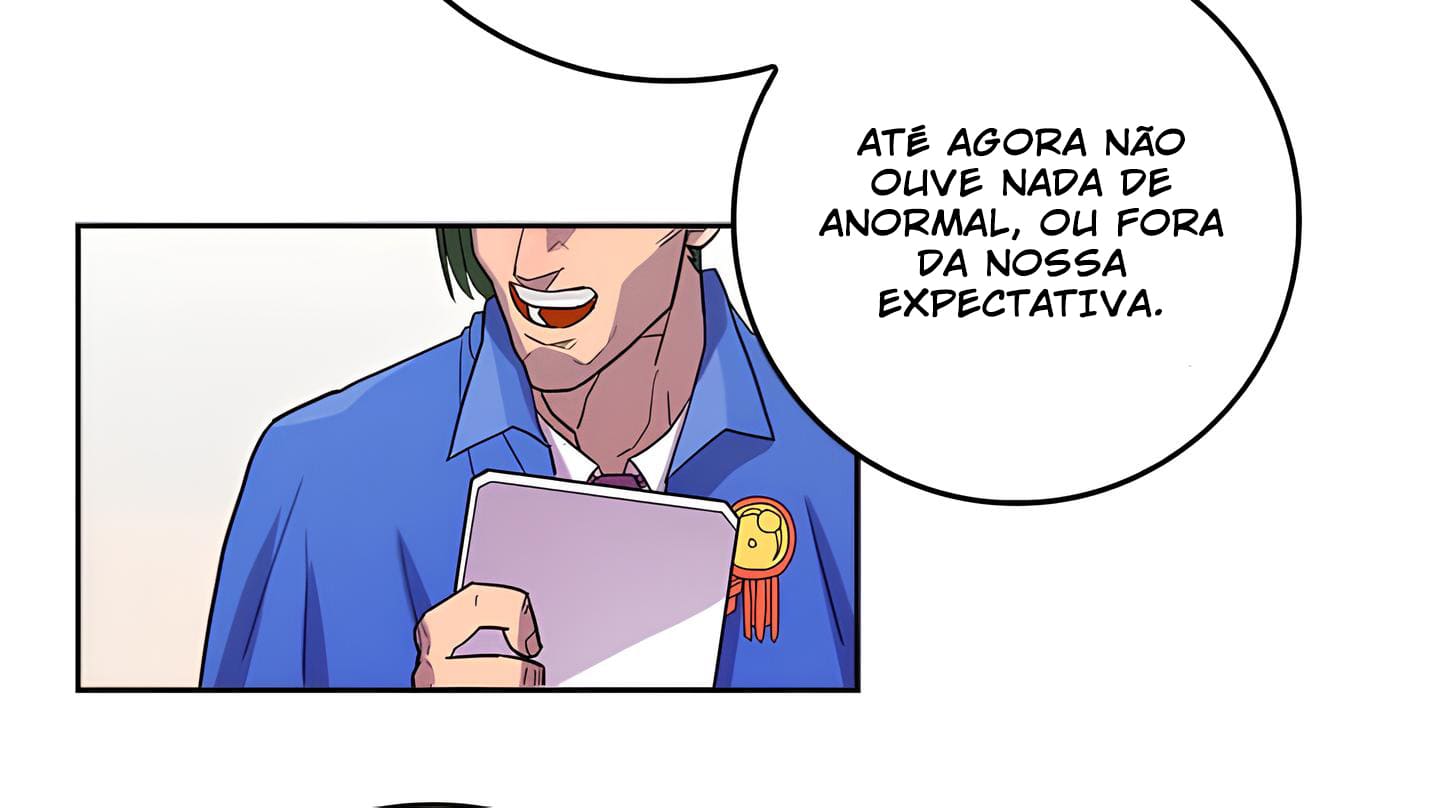 ATÉ AGORA NÃO
OUVE NADA DE
ANORMAL, OU FORA
DA NOSSA
EXPECTATIVA.